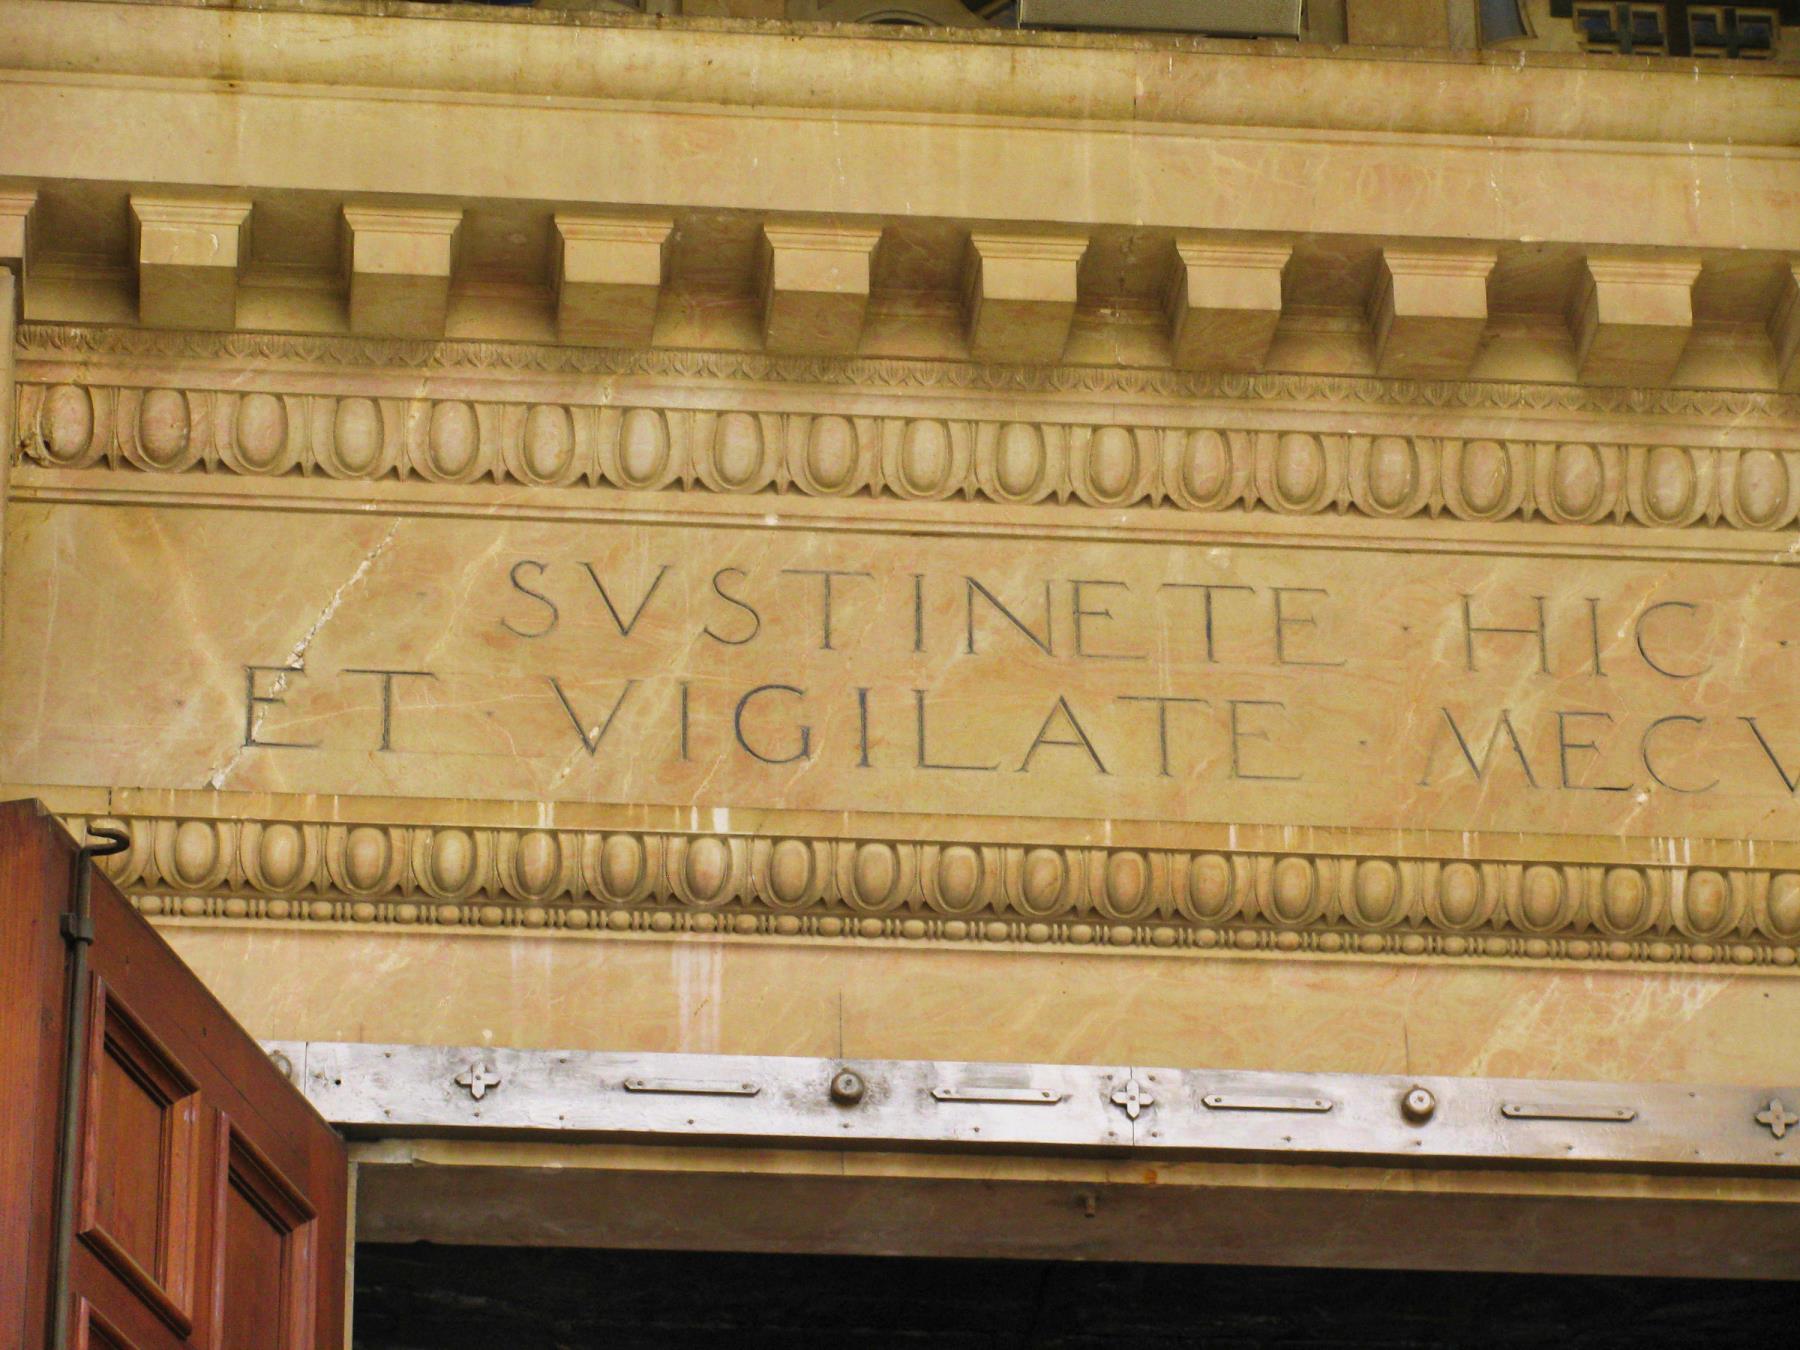 SVSTINETE · HIC ·
ET · VIGILATE · MECV